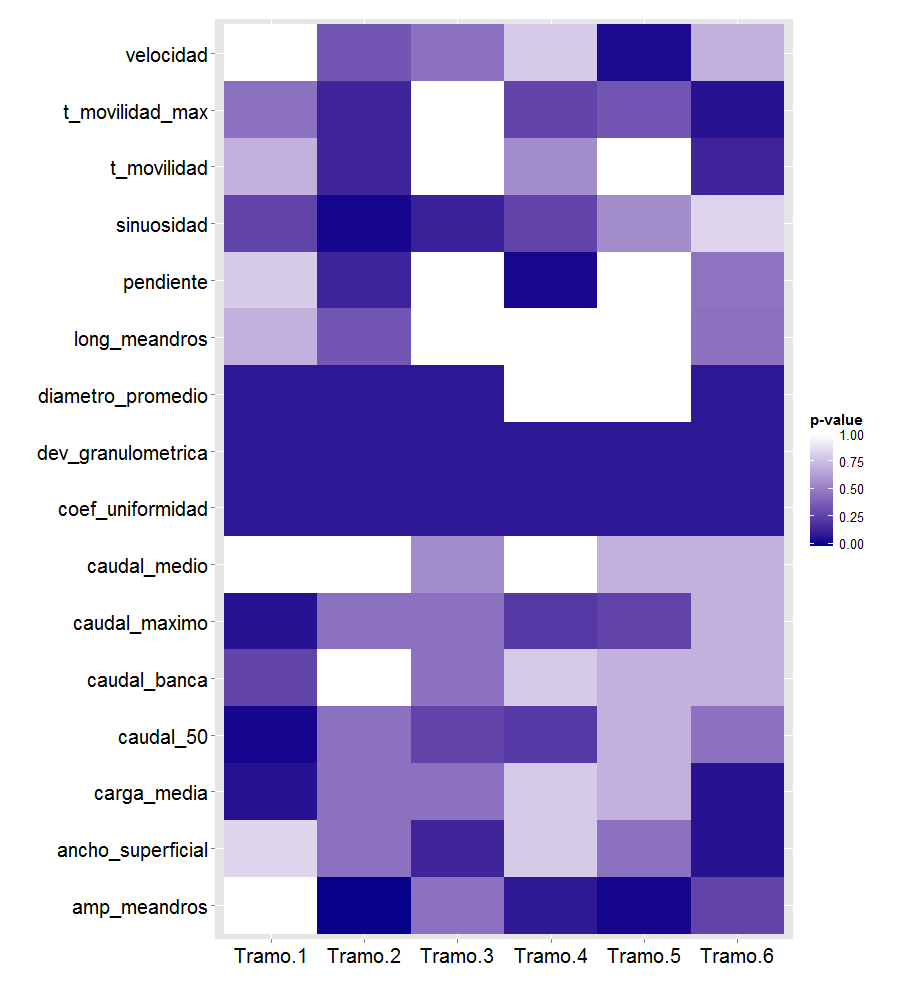 velocidad
t_movilidad_max
t_movilidad
sinuosidad
pendiente
long_meandros
diametro_promedio
dev_granulometrica
coef_uniformidad
caudal_medio
caudal_maximo
caudal_banca
caudal_50
carga_media
ancho_superficial
amp_meandros
Tramo.1 Tramo.2 Tramo.3 Tramo.4 Tramo.5 Tramo.6
p-value
1.00
0.75
0.50
0.25
0.00